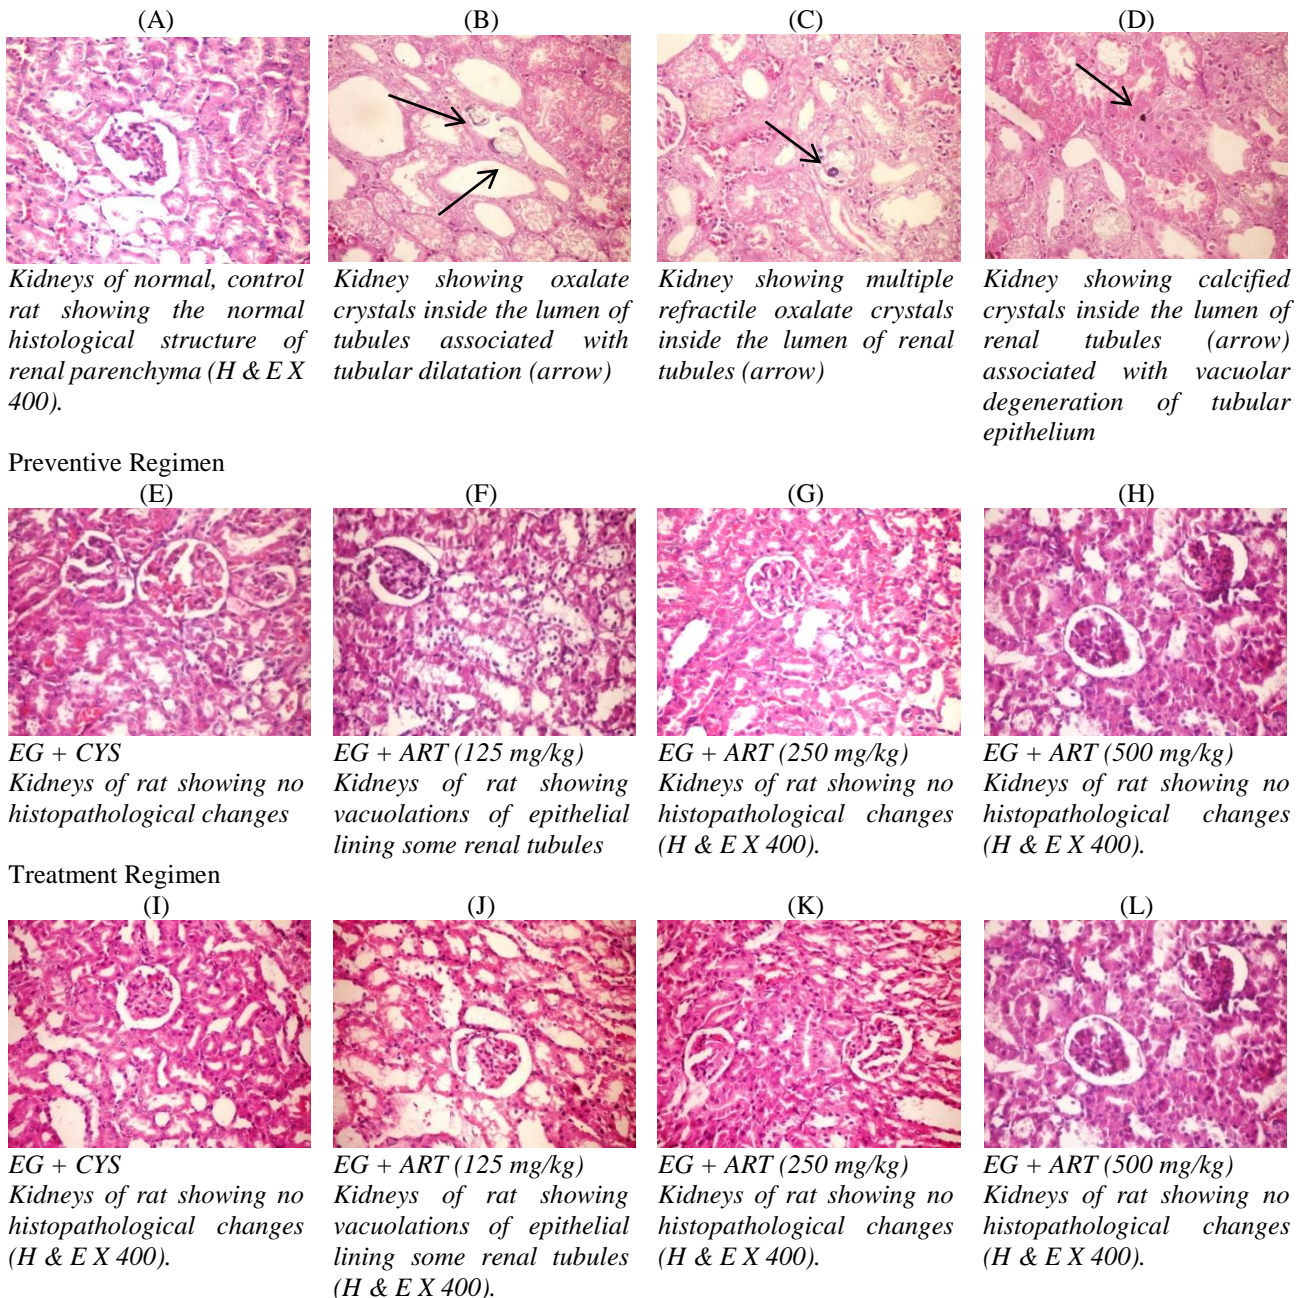 (A) (B) (C) (D)
Kidneys of normal, control
rat showing the normal
histological structure of
renal parenchyma (H & E X
400).
Kidney showing oxalate
crystals inside the lumen of
tubules associated with
tubular dilatation (arrow)
Kidney showing multiple
refractile oxalate crystals
inside the lumen of renal
tubules (arrow)
Kidney showing calcified
crystals inside the lumen of
renal tubules (arrow)
associated with vacuolar
degeneration of tubular
epithelium
Preventive Regimen
(E) (F) (G) (H)
EG + CYS
Kidneys of rat showing no
histopathological changes
EG + ART (125 mg/kg)
Kidneys of rat showing
vacuolations of epithelial
lining some renal tubules
EG + ART (250 mg/kg)
Kidneys of rat showing no
histopathological changes
(H & E X 400).
EG + ART (500 mg/kg)
Kidneys of rat showing no
histopathological changes
(H & E X 400).
Treatment Regimen
(I) (J) (K) (L)
EG + CYS
Kidneys of rat showing no
histopathological changes
(H & E X 400).
EG + ART (125 mg/kg)
Kidneys of rat showing
vacuolations of epithelial
lining some renal tubules
(H & E X 400).
EG + ART (250 mg/kg)
Kidneys of rat showing no
histopathological changes
(H & E X 400).
EG + ART (500 mg/kg)
Kidneys of rat showing no
histopathological changes
(H & E X 400).